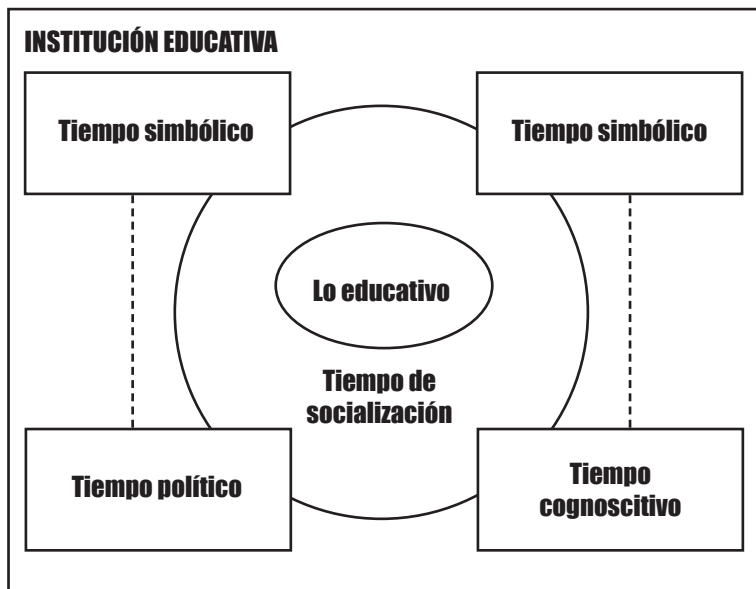 INSTITUCIÓN EDUCATIVA
Tiempo simbólico
Tiempo simbólico
Lo educativo
Tiempo de
socialización
Tiempo político
Tiempo
cognoscitivo